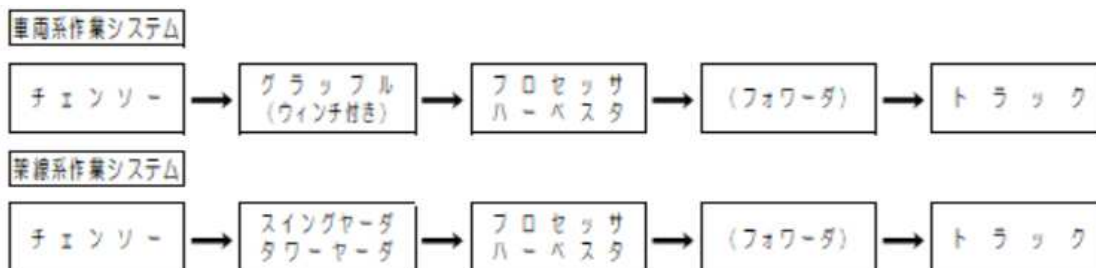 車両系作業システム
チェンソー
グラップル
(ウィンチ付き)
プロセッサ
ハーベスタ
(フォワーダ)
トラック
架線系作業システム
チェンソー
スイングヤーダ
タワーヤーダ
プロセッサ
ハーベスタ
(フォワーダ)
トラック